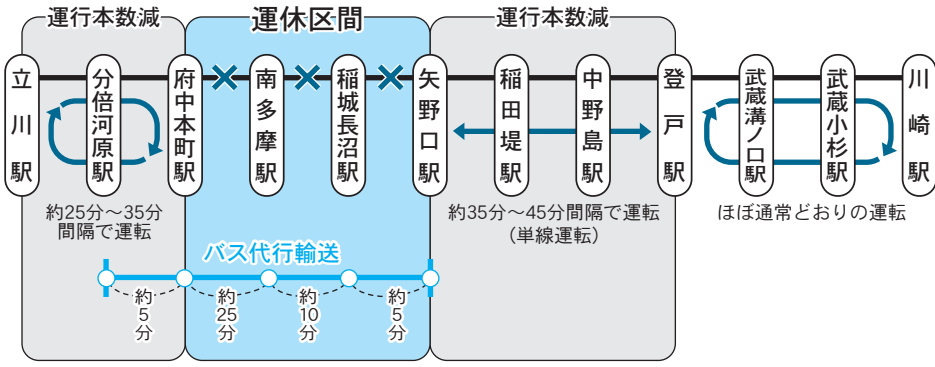 運行本数減
運休区間
運行本数減
立川駅
分倍河原駅
府中本町駅
南多摩駅
稲城長沼駅
矢野口駅
稲田堤駅
中野島駅
登戸駅
武蔵溝ノ口駅
武蔵小杉駅
川崎駅
約25分～35分
間隔で運転
約35分～45分間隔で運転
(単線運転)
ほぼ通常どおりの運転
バス代行輸送
約5分
約25分
約10分
約5分